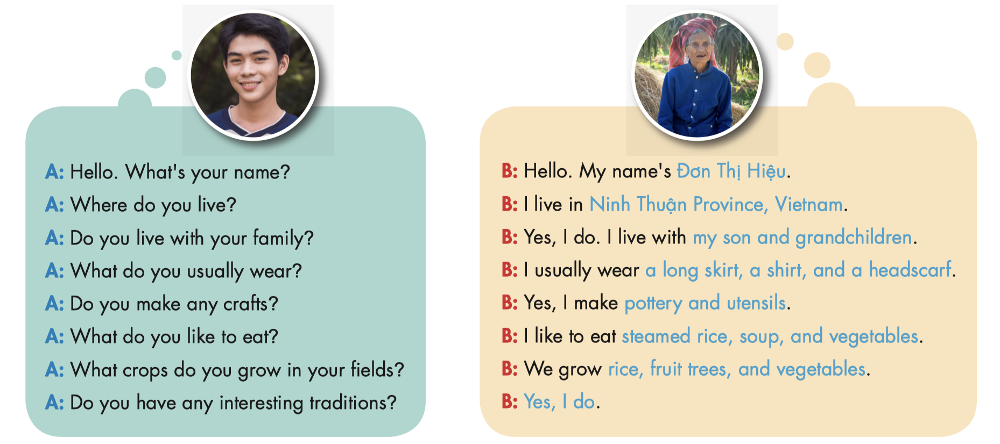 A: Hello. What's your name?
A: Where do you live?
A: Do you live with your family?
A: What do you usually wear?
A: Do you make any crafts?
A: What do you like to eat?
A: What crops do you grow in your fields?
A: Do you have any interesting traditions?
B: Hello. My name's Đơn Thị Hiệu.
B: I live in Ninh Thuận Province, Vietnam.
B: Yes, I do. I live with my son and grandchildren.
B: I usually wear a long skirt, a shirt, and a headscarf.
B: Yes, I make pottery and utensils.
B: I like to eat steamed rice, soup, and vegetables.
B: We grow rice, fruit trees, and vegetables.
B: Yes, I do.